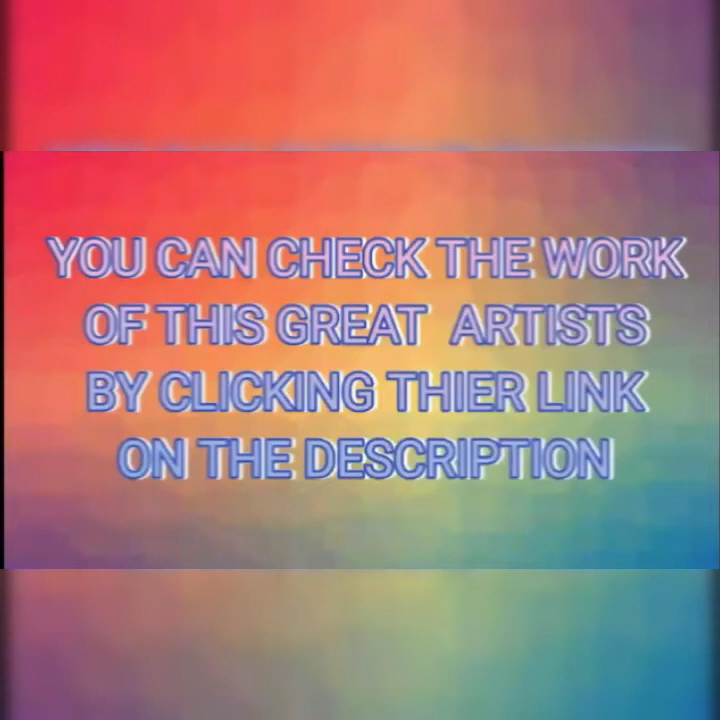 YOU CAN CHECK THE WORK
OF THIS GREAT ARTISTS
BY CLICKING THIER LINK
ON THE DESCRIPTION